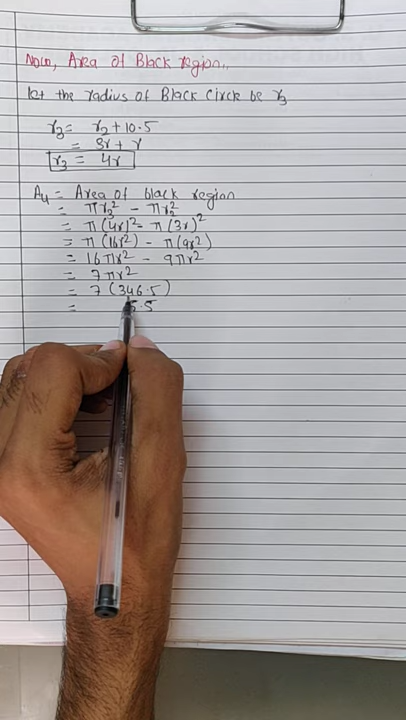 Now, Area of Black region,,
let the radius of Black Circle be r₃
r₃ = r₂ + 10.5
= 3r + r
r₃ = 4r
A₄ = Area of black region
= πr₃² - πr₂²
= π(4r)² - π(3r)²
= π(16r²) - π(9r²)
= 16πr² - 9πr²
= 7πr²
= 7(346.5)
= 5.5